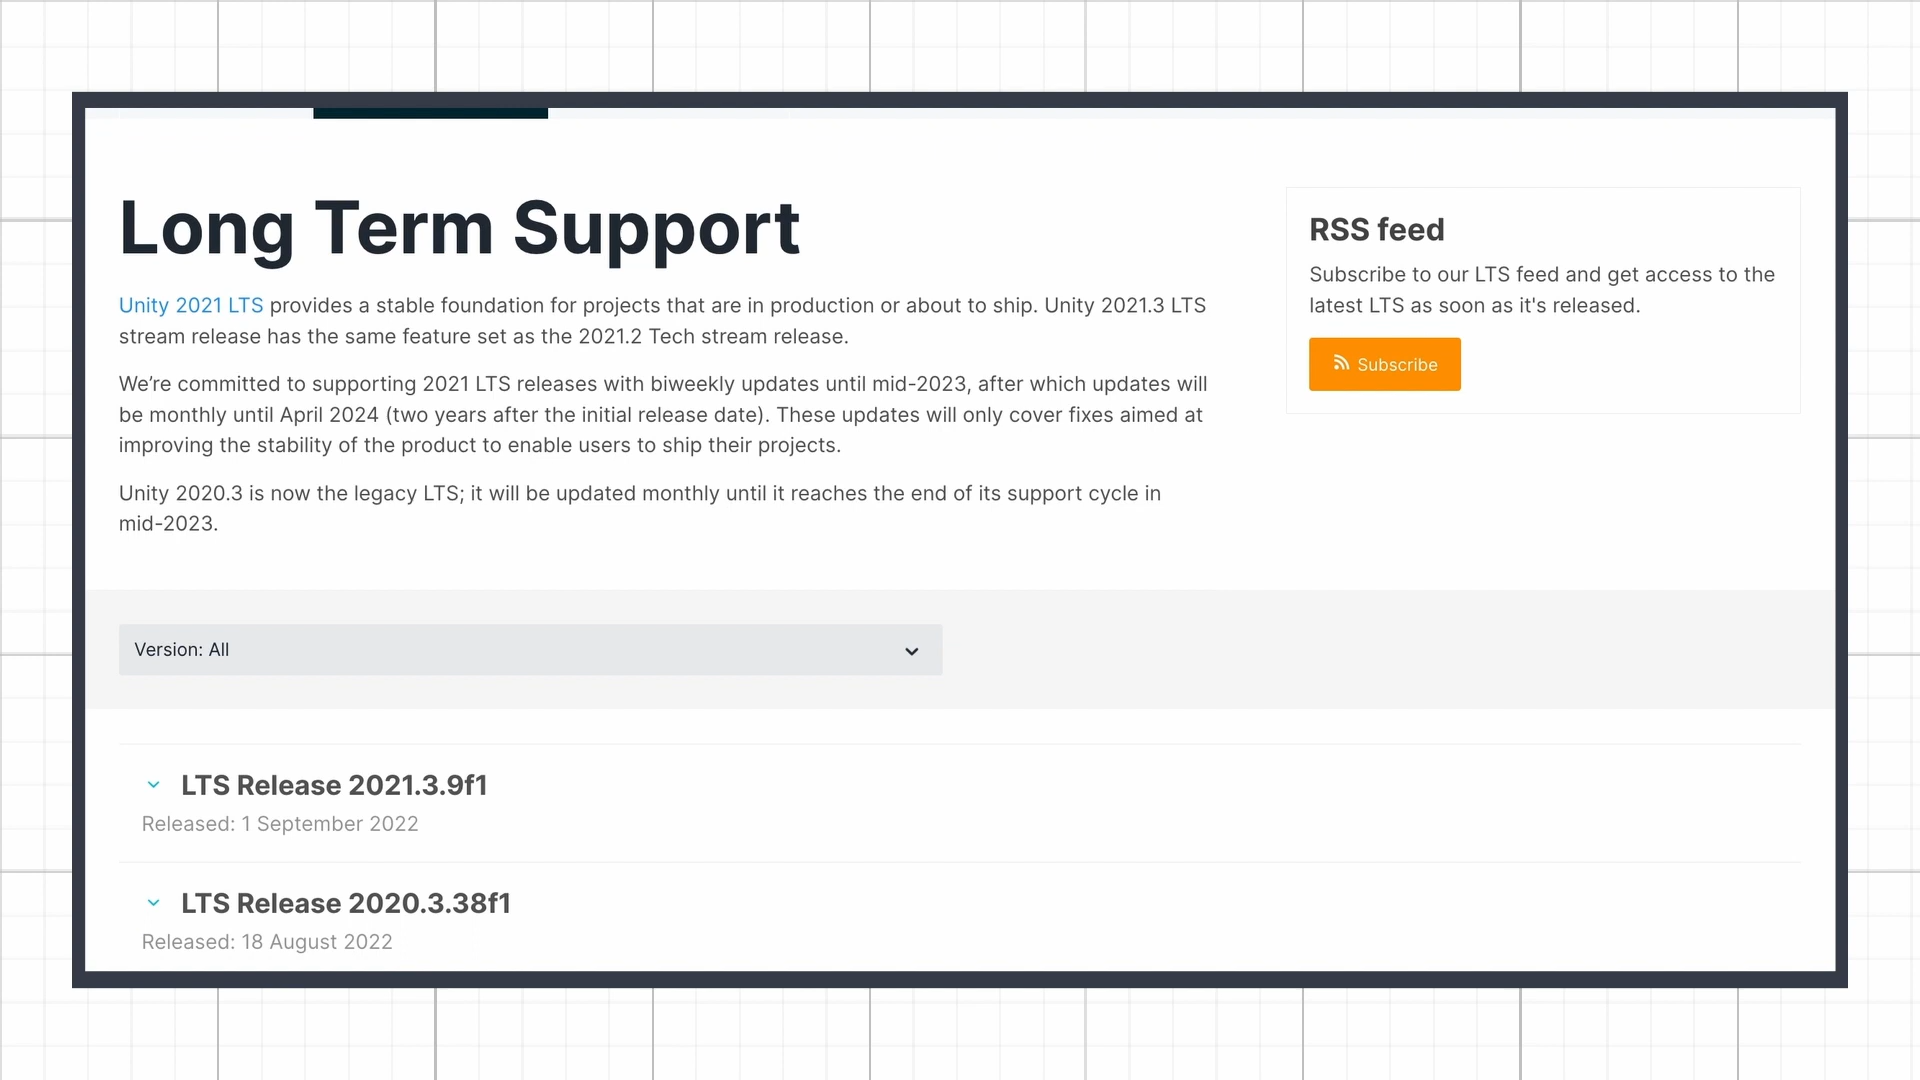 Long Term Support
Unity 2021 LTS provides a stable foundation for projects that are in production or about to ship. Unity 2021.3 LTS
stream release has the same feature set as the 2021.2 Tech stream release.
We’re committed to supporting 2021 LTS releases with biweekly updates until mid-2023, after which updates will
be monthly until April 2024 (two years after the initial release date). These updates will only cover fixes aimed at
improving the stability of the product to enable users to ship their projects.
Unity 2020.3 is now the legacy LTS; it will be updated monthly until it reaches the end of its support cycle in
mid-2023.
RSS feed
Subscribe to our LTS feed and get access to the
latest LTS as soon as it's released.
Subscribe
Version: All
LTS Release 2021.3.9f1
Released: 1 September 2022
LTS Release 2020.3.38f1
Released: 18 August 2022